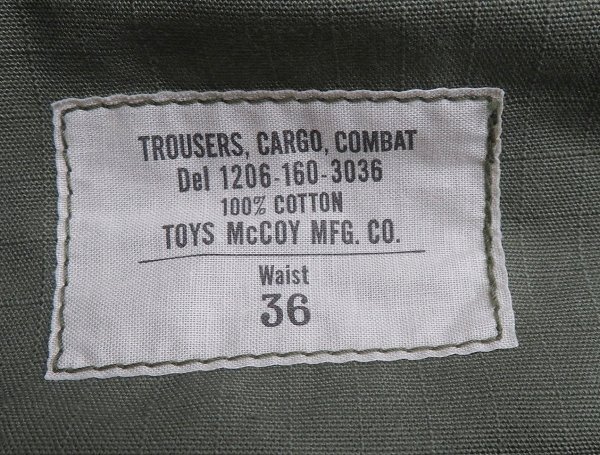 TROUSERS, CARGO, COMBAT
Del 1206-160-3036
100% COTTON
TOYS McCOY MFG. CO.
Waist
36